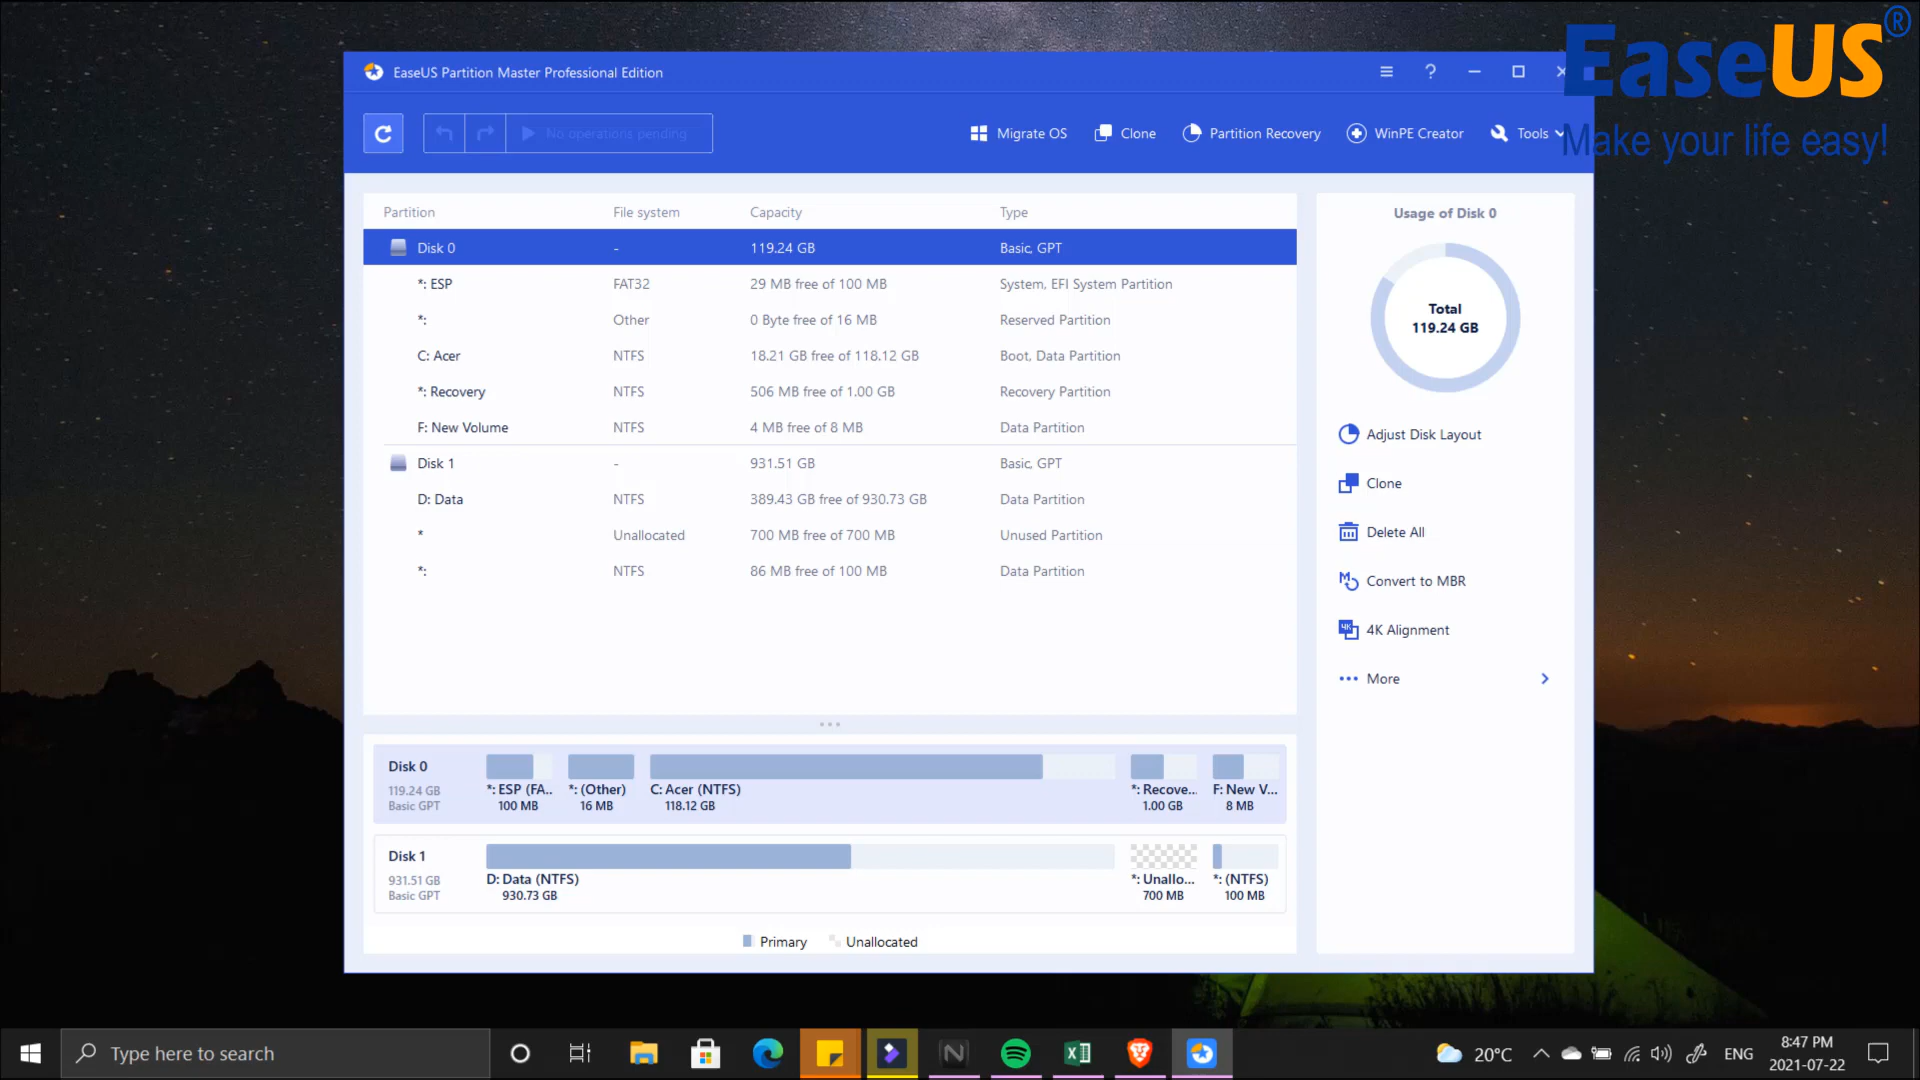 EaseUS®
Make your life easy!
EaseUS Partition Master Professional Edition
No operations pending
Migrate OS
Clone
Partition Recovery
WinPE Creator
Tools
Partition File system Capacity Type
Disk 0 - 119.24 GB Basic, GPT
*: ESP FAT32 29 MB free of 100 MB System, EFI System Partition
*: Other 0 Byte free of 16 MB Reserved Partition
C: Acer NTFS 18.21 GB free of 118.12 GB Boot, Data Partition
*: Recovery NTFS 506 MB free of 1.00 GB Recovery Partition
F: New Volume NTFS 4 MB free of 8 MB Data Partition
Disk 1 - 931.51 GB Basic, GPT
D: Data NTFS 389.43 GB free of 930.73 GB Data Partition
* Unallocated 700 MB free of 700 MB Unused Partition
*: NTFS 86 MB free of 100 MB Data Partition
Usage of Disk 0
Total
119.24 GB
Adjust Disk Layout
Clone
Delete All
Convert to MBR
4K Alignment
More
Disk 0
119.24 GB
Basic GPT
*: ESP (FA..
100 MB
*: (Other)
16 MB
C: Acer (NTFS)
118.12 GB
*: Recove...
1.00 GB
F: New V...
8 MB
Disk 1
931.51 GB
Basic GPT
D: Data (NTFS)
930.73 GB
*: Unallo...
700 MB
*: (NTFS)
100 MB
Primary
Unallocated
Type here to search
20°C
ENG
8:47 PM
2021-07-22